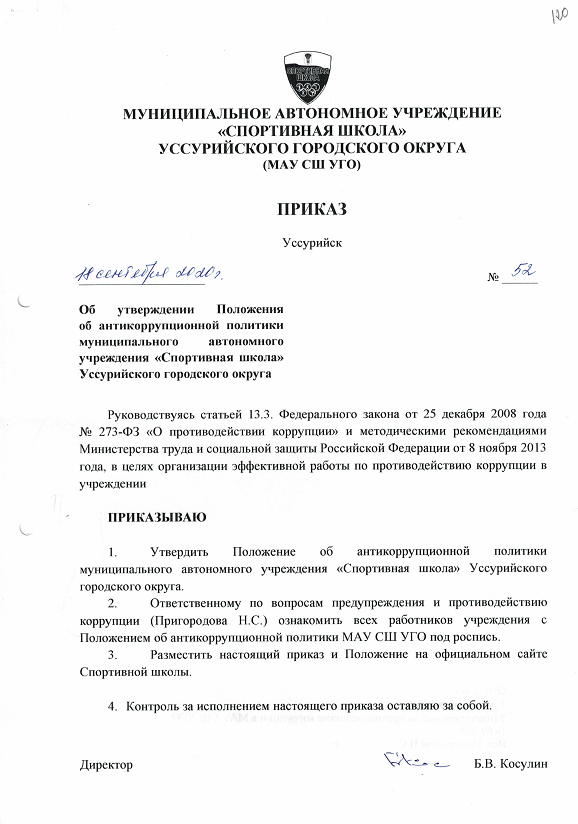 120
СПОРТИВНАЯ
ШКОЛА
МУНИЦИПАЛЬНОЕ АВТОНОМНОЕ УЧРЕЖДЕНИЕ
«СПОРТИВНАЯ ШКОЛА»
УССУРИЙСКОГО ГОРОДСКОГО ОКРУГА
(МАУ СШ УГО)
ПРИКАЗ
Уссурийск
18 сентября 2020 г.
№ 52
Об утверждении Положения
об антикоррупционной политики
муниципального автономного
учреждения «Спортивная школа»
Уссурийского городского округа
Руководствуясь статьей 13.3. Федерального закона от 25 декабря 2008 года
№ 273-ФЗ «О противодействии коррупции» и методическими рекомендациями
Министерства труда и социальной защиты Российской Федерации от 8 ноября 2013
года, в целях организации эффективной работы по противодействию коррупции в
учреждении
ПРИКАЗЫВАЮ
1. Утвердить Положение об антикоррупционной политики
муниципального автономного учреждения «Спортивная школа» Уссурийского
городского округа.
2. Ответственному по вопросам предупреждения и противодействию
коррупции (Пригородова Н.С.) ознакомить всех работников учреждения с
Положением об антикоррупционной политики МАУ СШ УГО под роспись.
3. Разместить настоящий приказ и Положение на официальном сайте
Спортивной школы.
4. Контроль за исполнением настоящего приказа оставляю за собой.
Директор Б.В. Косулин